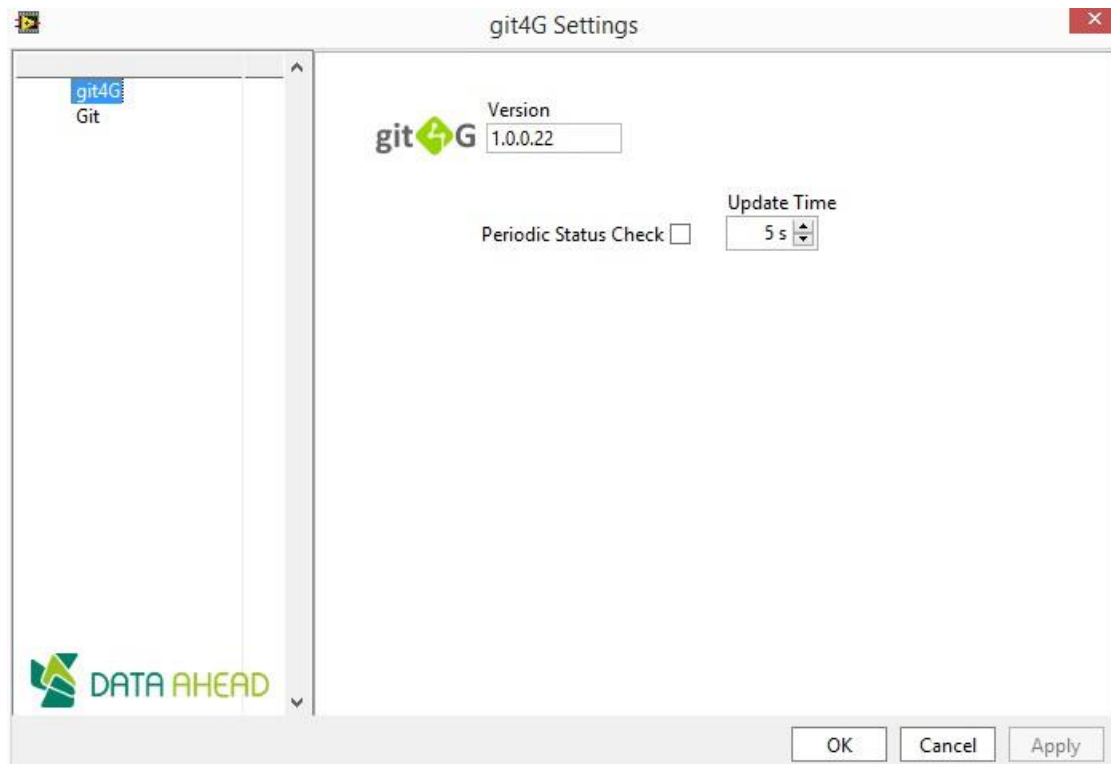 git4G Settings
git4G
Git
Version
git4G
1.0.0.22
Update Time
Periodic Status Check
5 s
DATA AHEAD
OK
Cancel
Apply